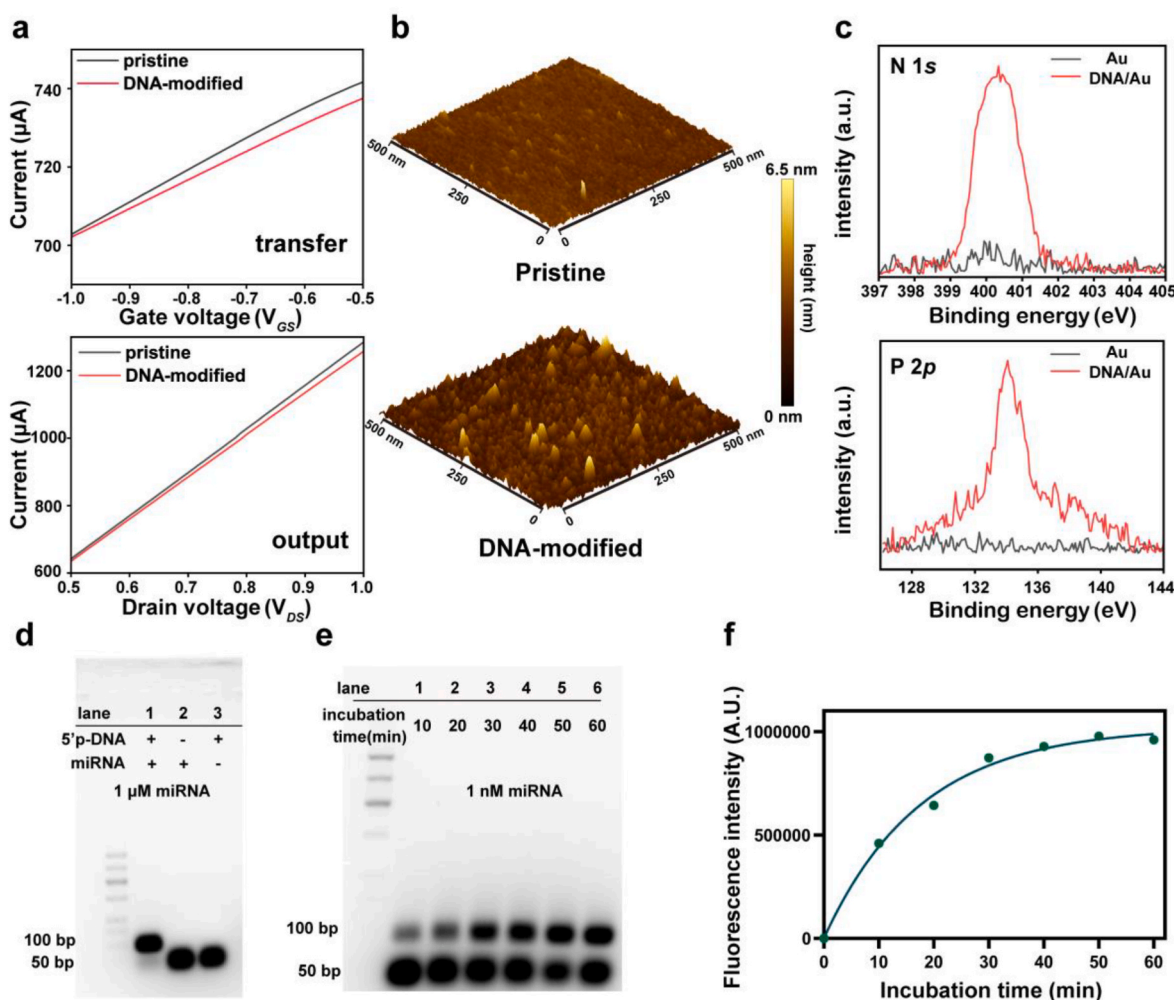 a
pristine
DNA-modified
740
720
700
Current (µA)
transfer
-1.0 -0.9 -0.8 -0.7 -0.6 -0.5
Gate voltage (V_GS)
pristine
DNA-modified
1200
1000
800
600
Current (µA)
output
0.5 0.6 0.7 0.8 0.9 1.0
Drain voltage (V_DS)
b
500 nm
250
0
0
250
500 nm
Pristine
6.5 nm
height (nm)
0 nm
500 nm
250
0
0
250
500 nm
DNA-modified
c
N 1s
Au
DNA/Au
intensity (a.u.)
397 398 399 400 401 402 403 404 405
Binding energy (eV)
P 2p
Au
DNA/Au
intensity (a.u.)
128 132 136 140 144
Binding energy (eV)
d
lane 1 2 3
5'p-DNA + - +
miRNA + + -
1 µM miRNA
100 bp
50 bp
e
lane 1 2 3 4 5 6
incubation
time(min) 10 20 30 40 50 60
1 nM miRNA
100 bp
50 bp
f
Fluorescence intensity (A.U.)
1000000
500000
0
0 10 20 30 40 50 60
Incubation time (min)